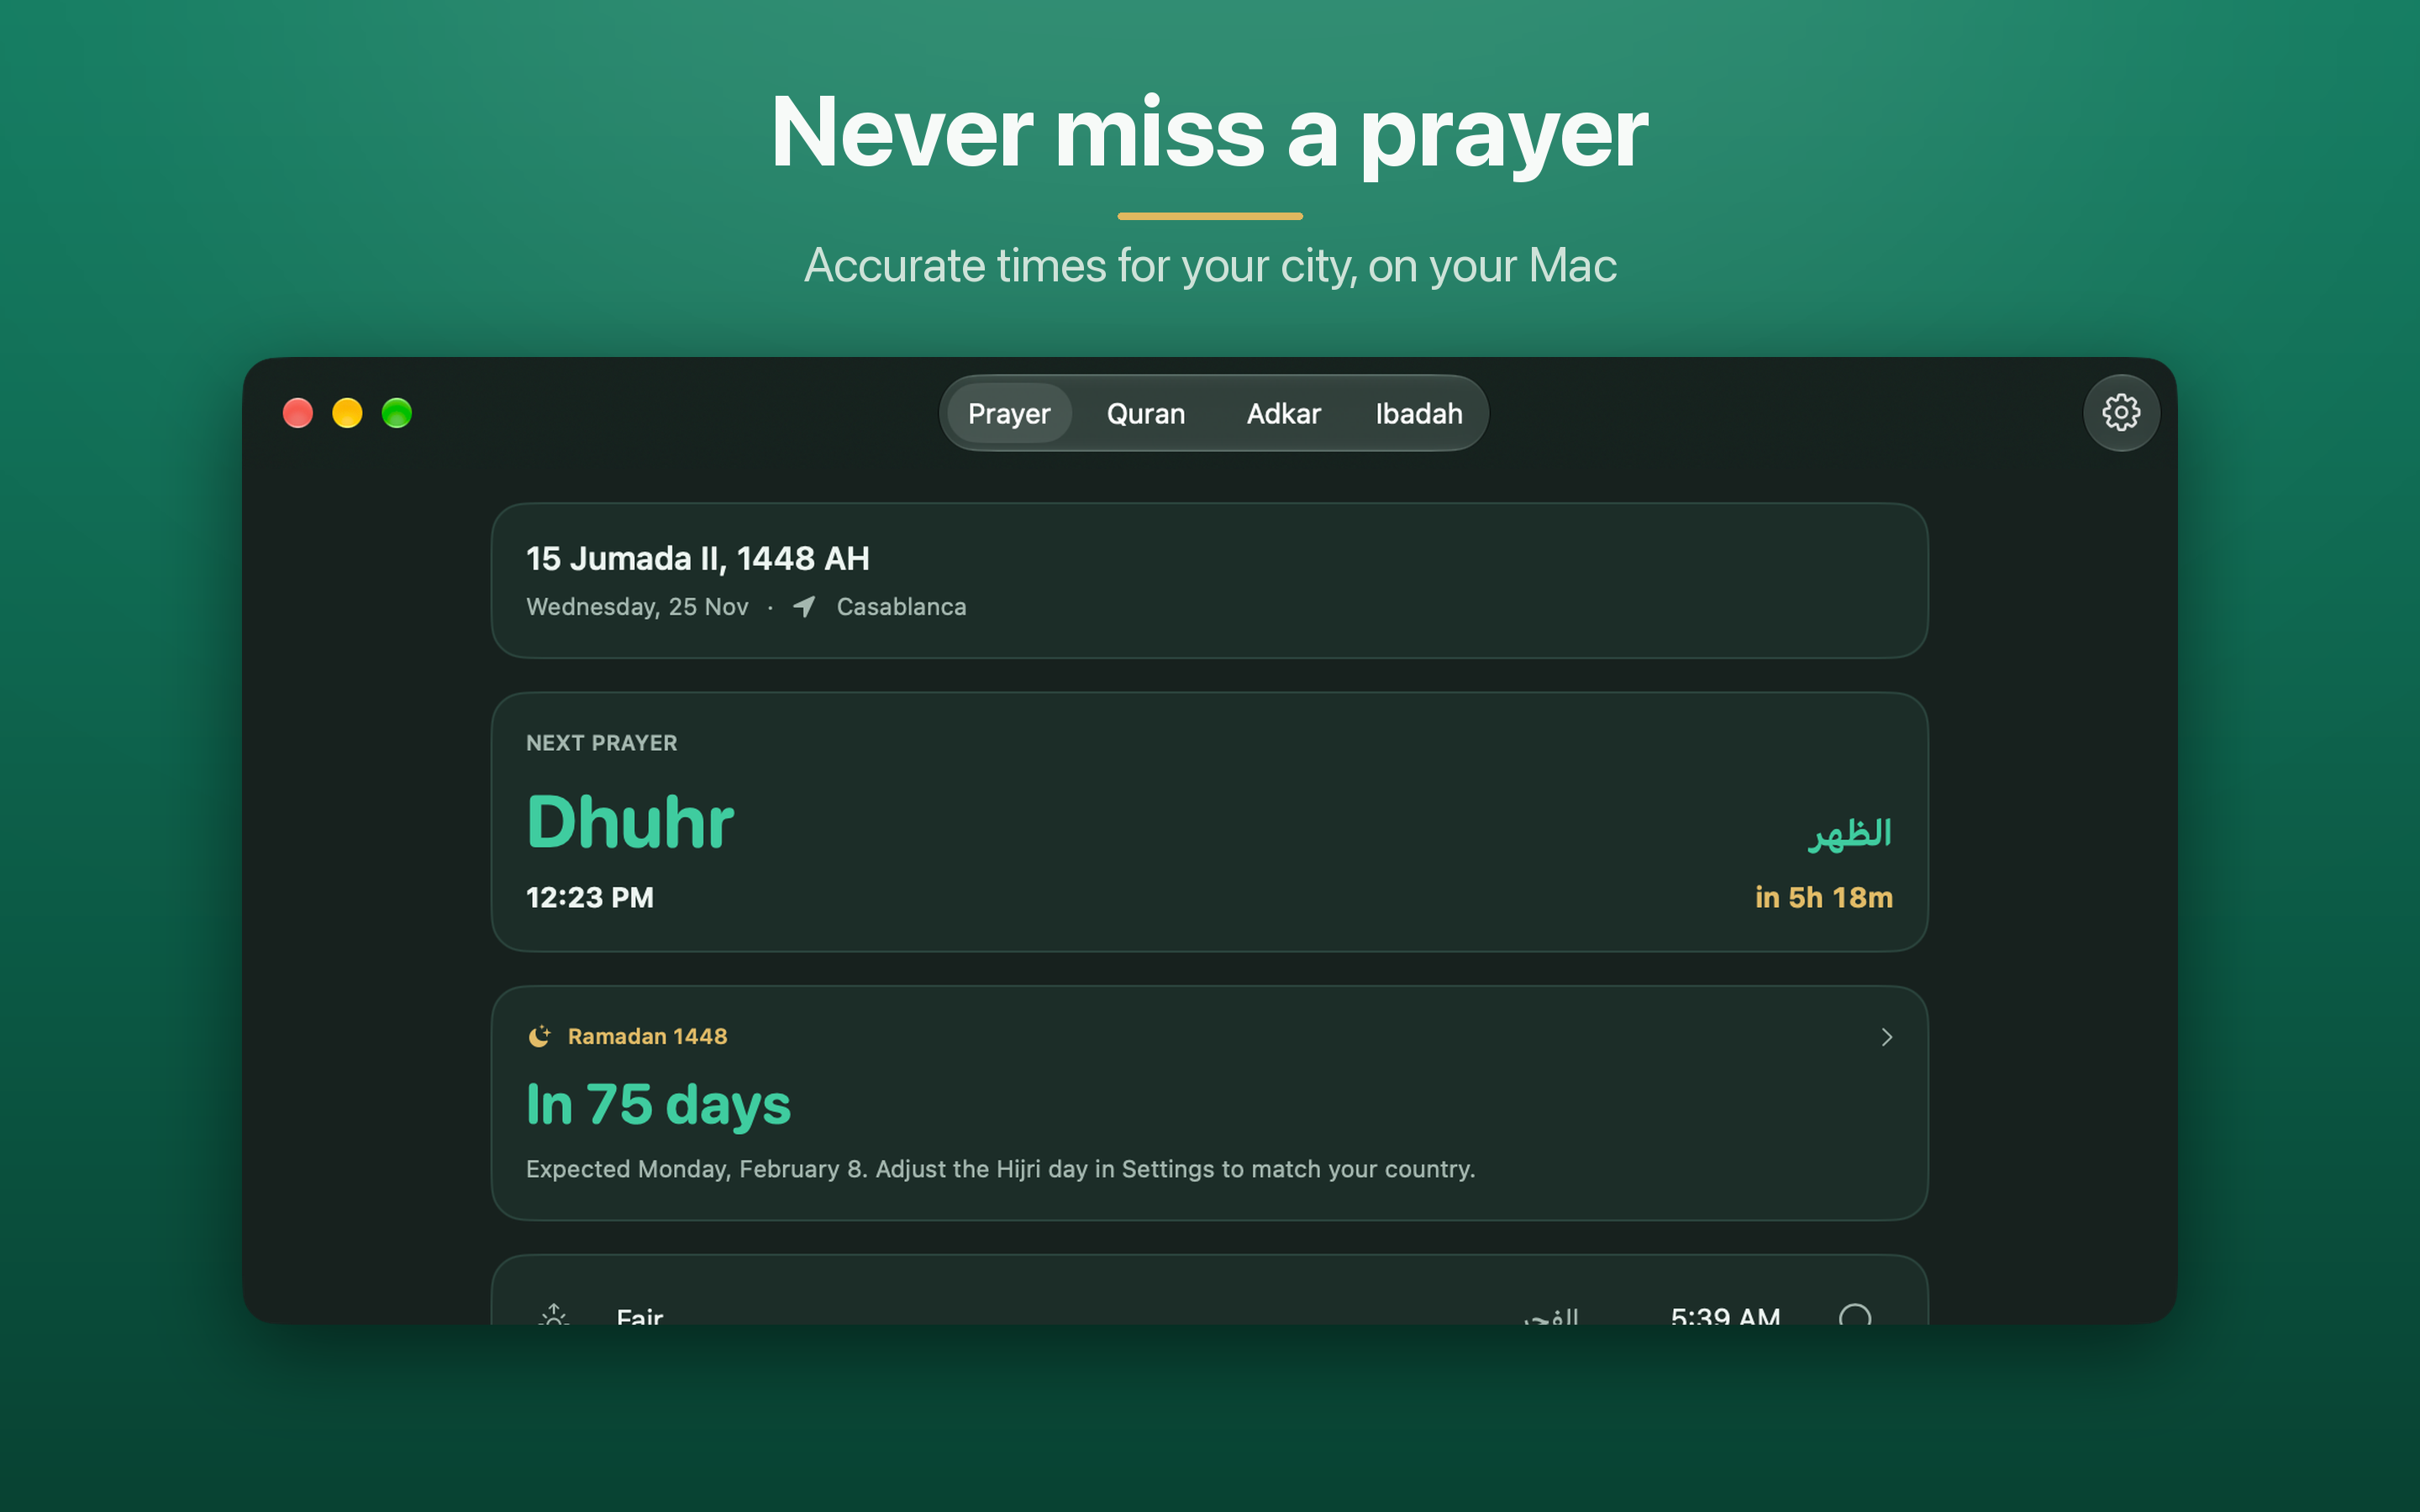 Never miss a prayer
Accurate times for your city, on your Mac
Prayer Quran Adkar Ibadah
15 Jumada II, 1448 AH
Wednesday, 25 Nov · Casablanca
NEXT PRAYER
Dhuhr الظهر
12:23 PM in 5h 18m
Ramadan 1448
In 75 days
Expected Monday, February 8. Adjust the Hijri day in Settings to match your country.
Fajr الفجر 5:39 AM